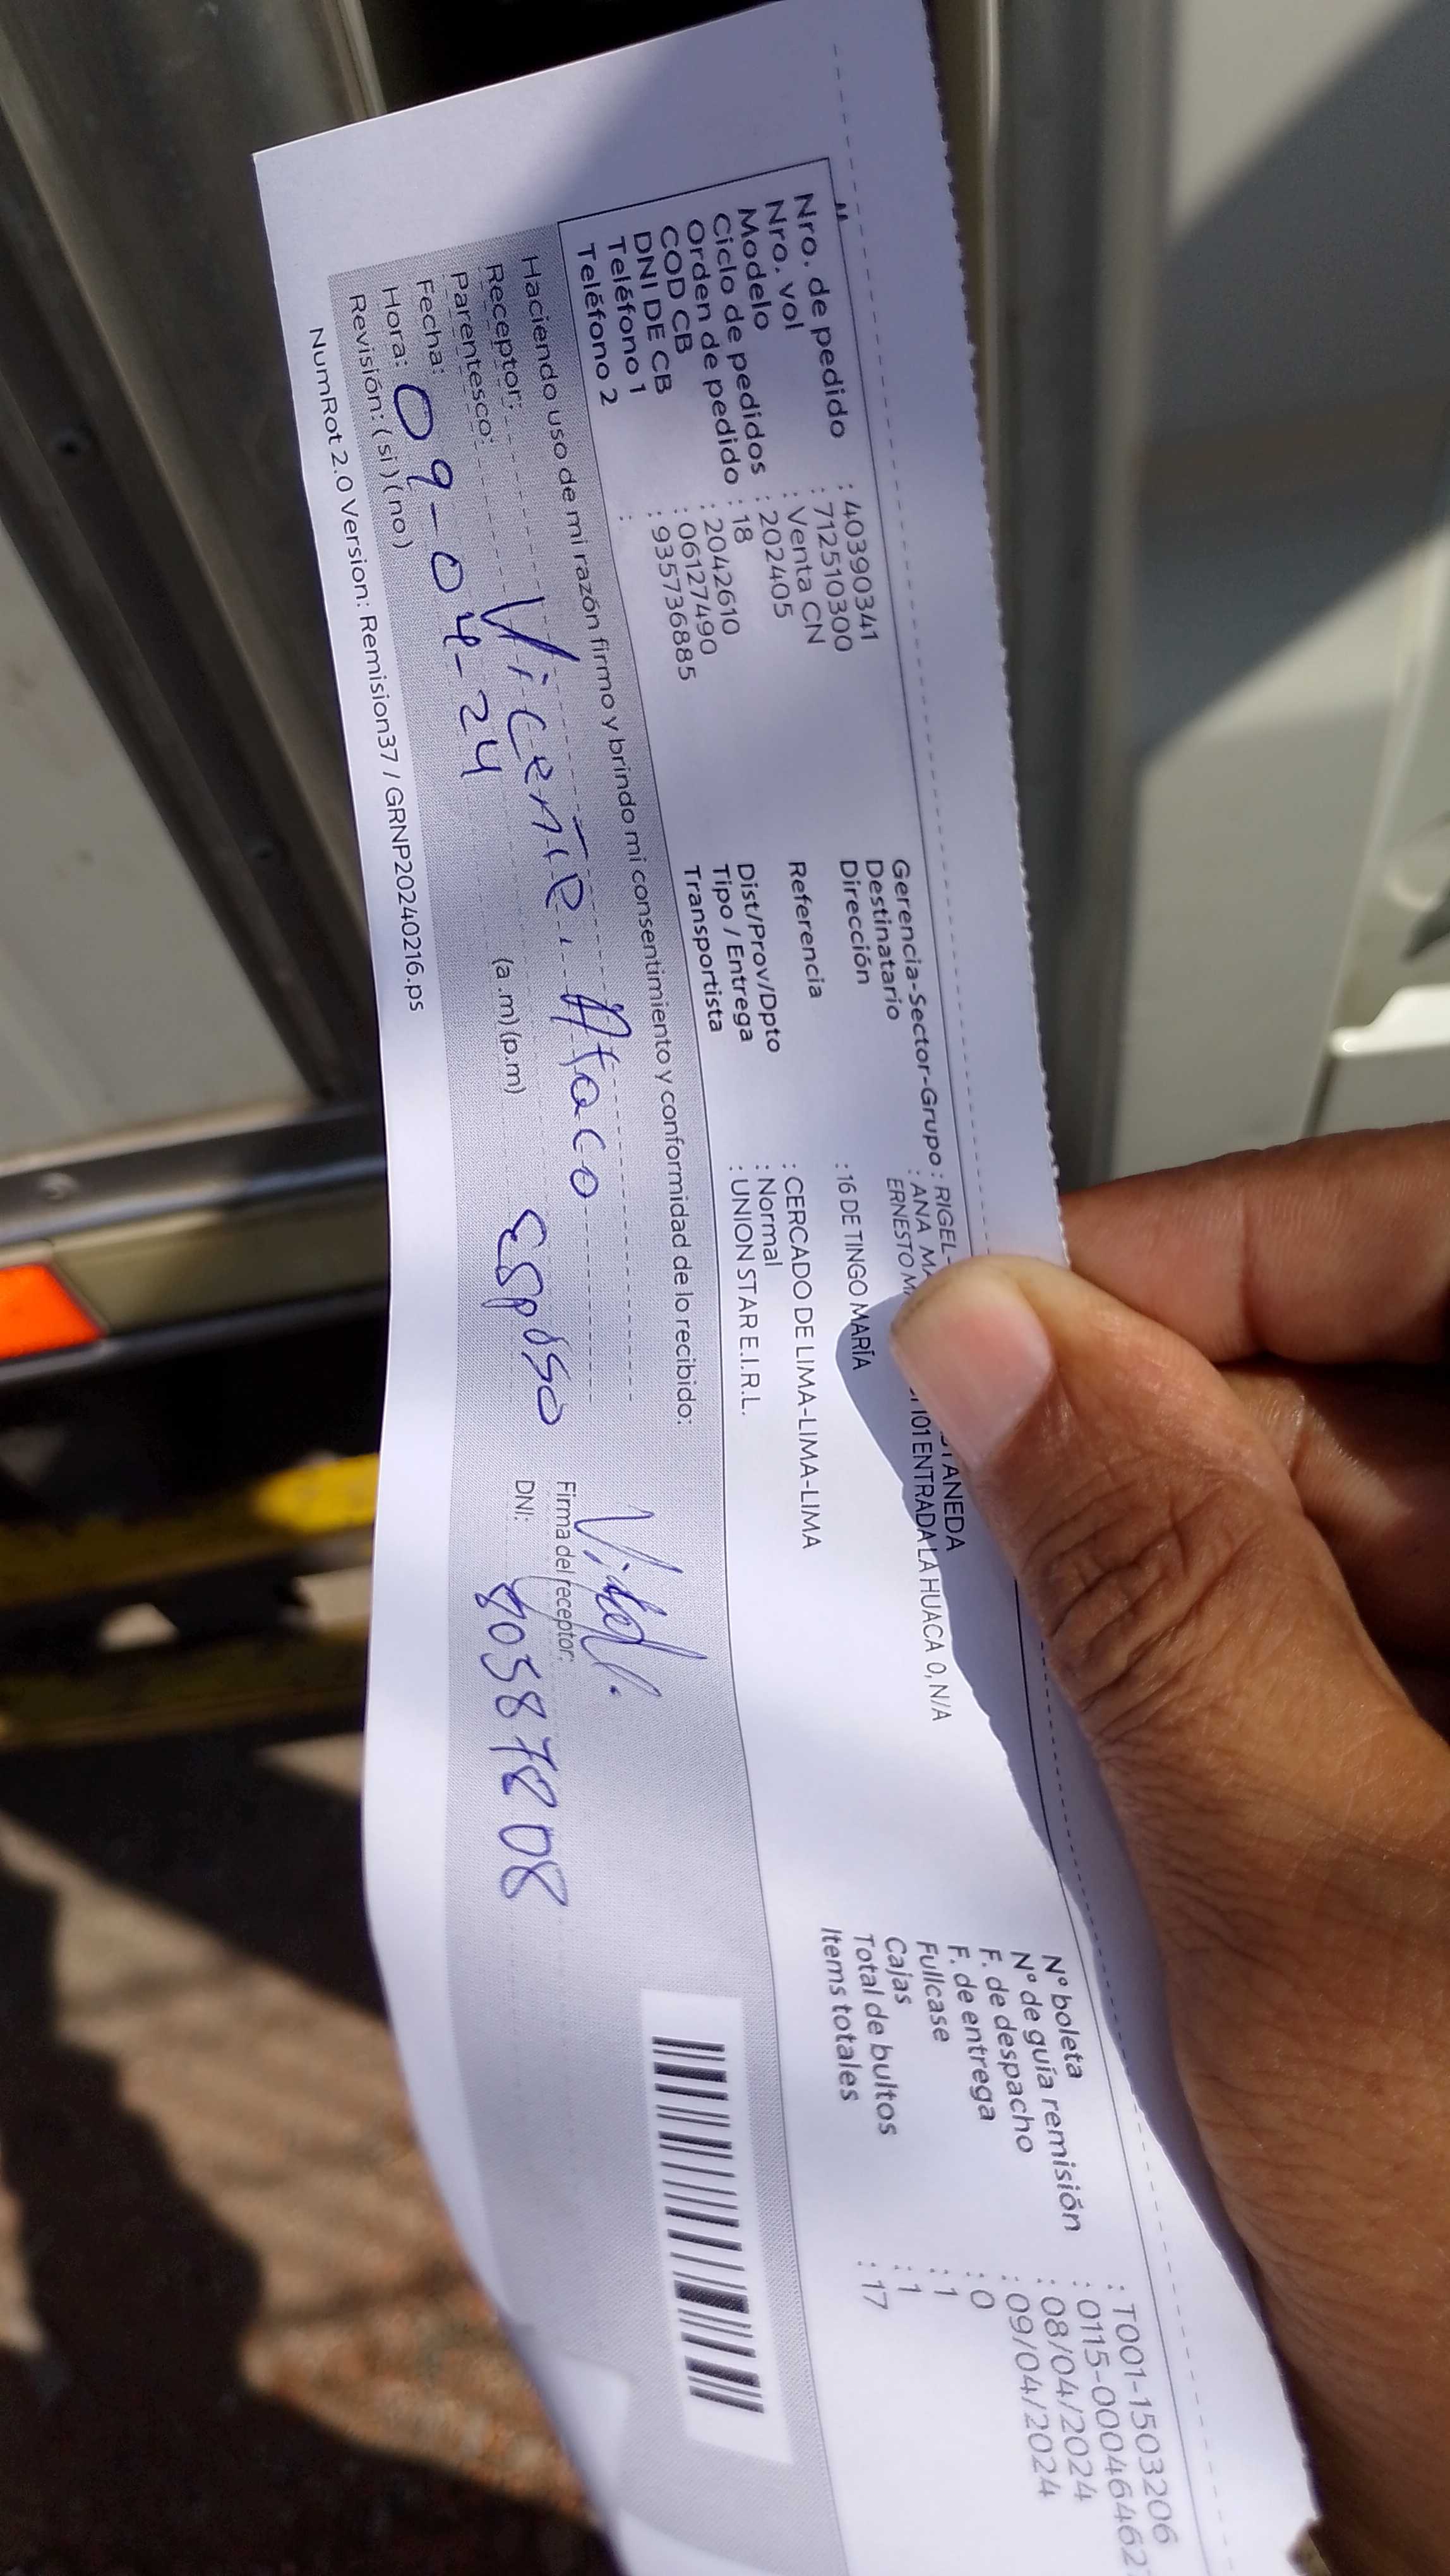 Nro. de pedido : 40390341
Nro. vol : 712510300
Modelo : Venta CN
Ciclo de pedidos : 202405
Orden de pedido : 18
COD CB : 2042610
DNI DE CB : 06127490
Teléfono 1 : 935736885
Teléfono 2 :
Gerencia-Sector-Grupo : RIGEL-
Destinatario : ANA
Dirección : ERNESTO 101 ENTRADA LA HUACA 0, N/A
Referencia : 16 DE TINGO MARÍA
Dist/Prov/Dpto : CERCADO DE LIMA-LIMA-LIMA
Tipo / Entrega : Normal
Transportista : UNION STAR E.I.R.L.
N° boleta : T001-1503206
N° de guía remisión : 0115-00046462
F. de despacho : 08/04/2024
F. de entrega : 09/04/2024
Fullcase : 0
Cajas : 1
Total de bultos : 1
Items totales : 17
Haciendo uso de mi razón firmo y brindo mi consentimiento y conformidad de lo recibido:
Receptor: Vicente Ataco
Parentesco: Esposo
Firma del receptor:
Fecha: 09-04-24
DNI: 80587808
Hora: (a.m) (p.m)
Revisión: ( si ) ( no )
NumRot 2.0 Version: Remision37 / GRNP20240216.ps